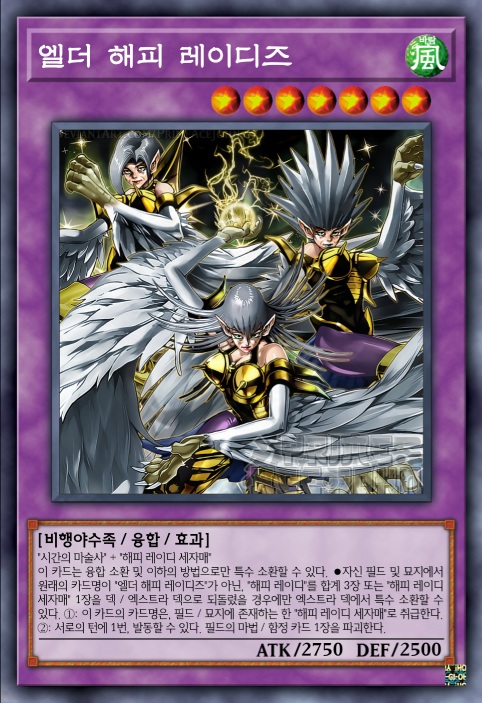 엘더 해피 레이디즈
바람
風
[비행야수족 / 융합 / 효과]
"시간의 마술사" + "해피 레이디 세자매"
이 카드는 융합 소환 및 이하의 방법으로만 특수 소환할 수 있다. ●자신 필드 및 묘지에서
원래의 카드명이 "엘더 해피 레이디즈"가 아닌, "해피 레이디"를 합계 3장 또는 "해피 레이디
세자매" 1장을 덱 / 엑스트라 덱으로 되돌렸을 경우에만 엑스트라 덱에서 특수 소환할 수
있다. ①: 이 카드의 카드명은, 필드 / 묘지에 존재하는 한 "해피 레이디 세자매"로 취급한다.
②: 서로의 턴에 1번, 발동할 수 있다. 필드의 마법 / 함정 카드 1장을 파괴한다.
ATK/2750 DEF/2500